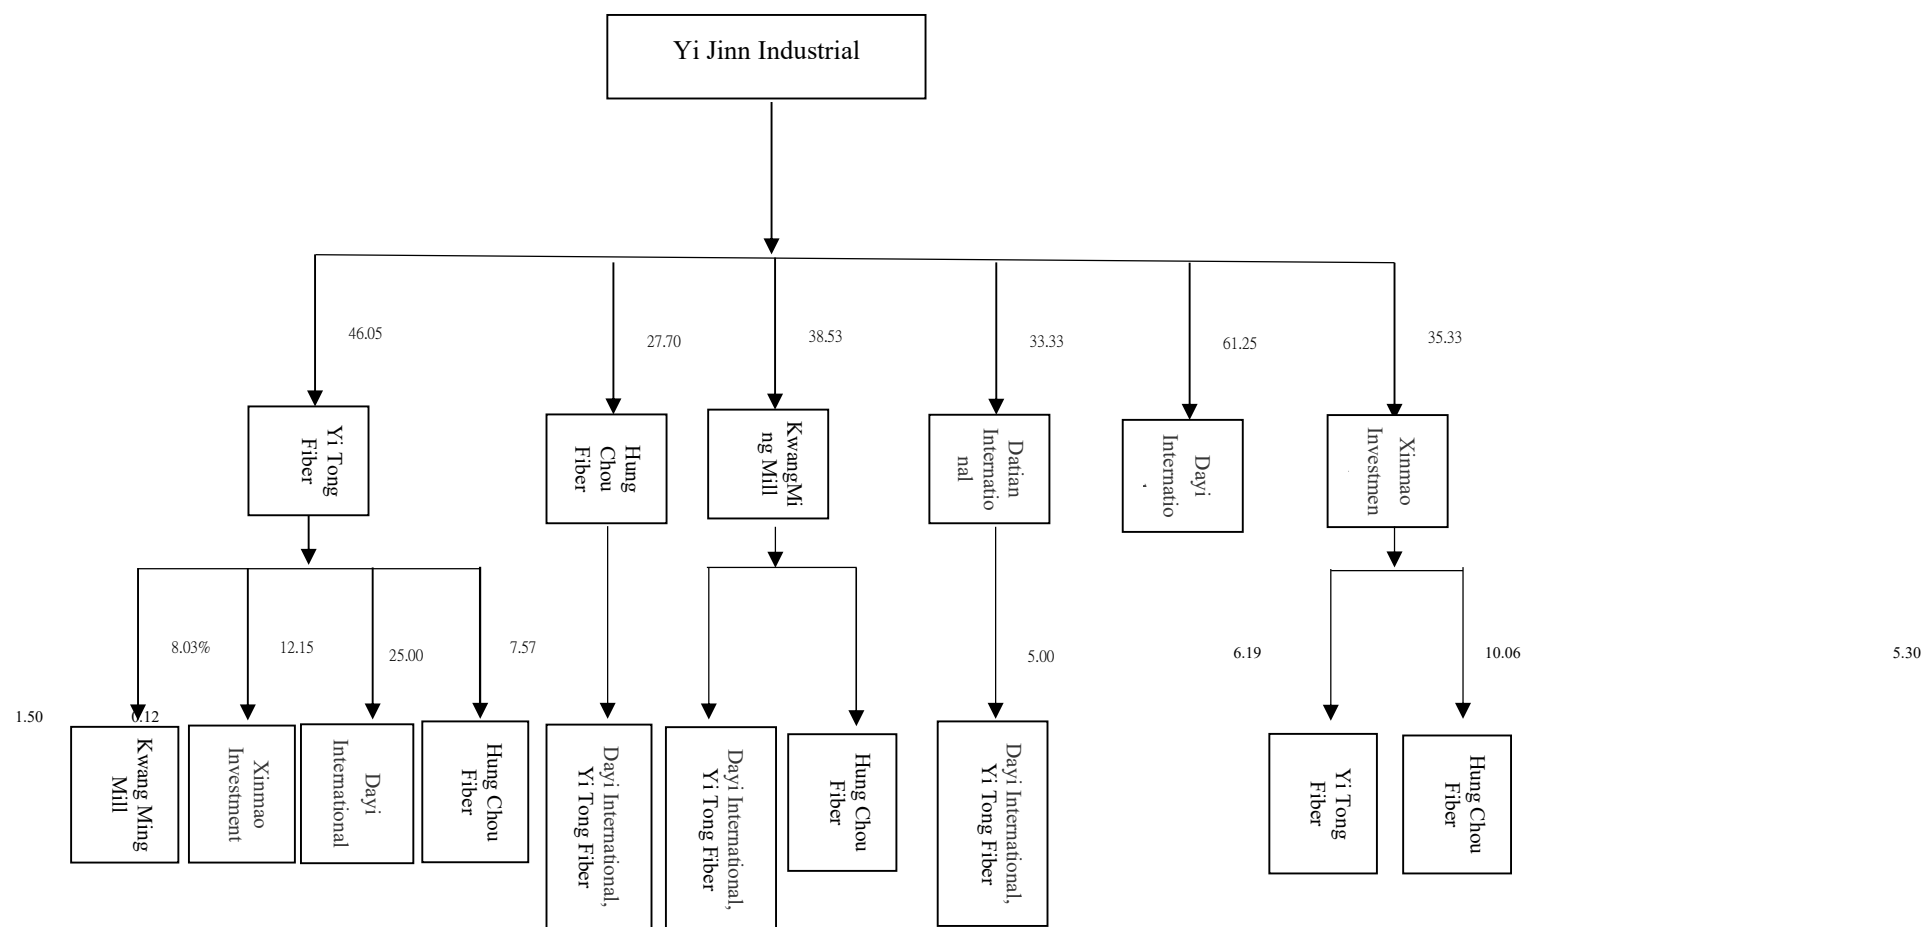 Yi Jinn Industrial
46.05
27.70
38.53
33.33
61.25
35.33
Yi Tong
Fiber
Hung
Chou
Fiber
KwangMi
ng Mill
Datian
Internatio
nal
Dayi
Internatio
Xinmao
Investmen
8.03%
12.15
25.00
7.57
5.00
6.19
10.06
5.30
1.50
0.12
Kwang Ming
Mill
Xinmao
Investment
Dayi
International
Hung Chou
Fiber
Dayi International,
Yi Tong Fiber
Dayi International,
Yi Tong Fiber
Hung Chou
Fiber
Dayi International,
Yi Tong Fiber
Yi Tong
Fiber
Hung Chou
Fiber